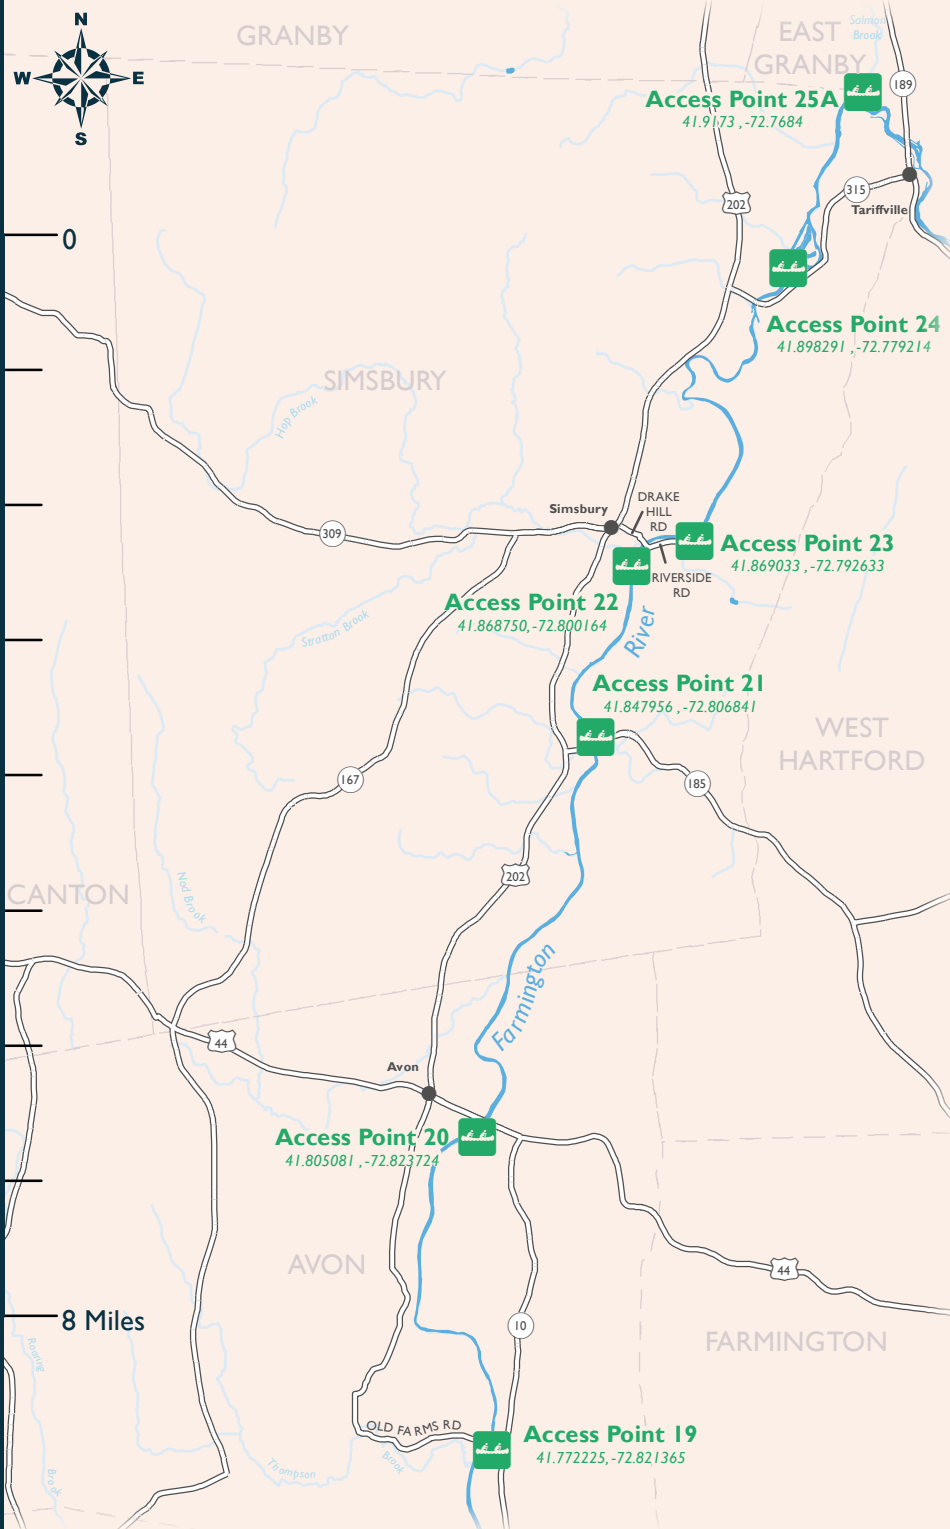 N
W
E
S
GRANBY
EAST
GRANBY
Salmon
Brook
189
Access Point 25A
41.9173 ,-72.7684
315
Tariffville
202
0
Access Point 24
41.898291 ,-72.779214
SIMSBURY
Hop Brook
Simsbury
DRAKE
HILL
RD
309
Access Point 23
41.869033 ,-72.792633
RIVERSIDE
RD
Access Point 22
41.868750,-72.800164
Stratton Brook
River
Access Point 21
41.847956 ,-72.806841
WEST
HARTFORD
167
185
202
CANTON
Nod Brook
Farmington
44
Avon
Access Point 20
41.805081 ,-72.823724
AVON
44
8 Miles
10
FARMINGTON
Roaring
Brook
OLD FARMS RD
Access Point 19
41.772225,-72.821365
Thompson
Brook